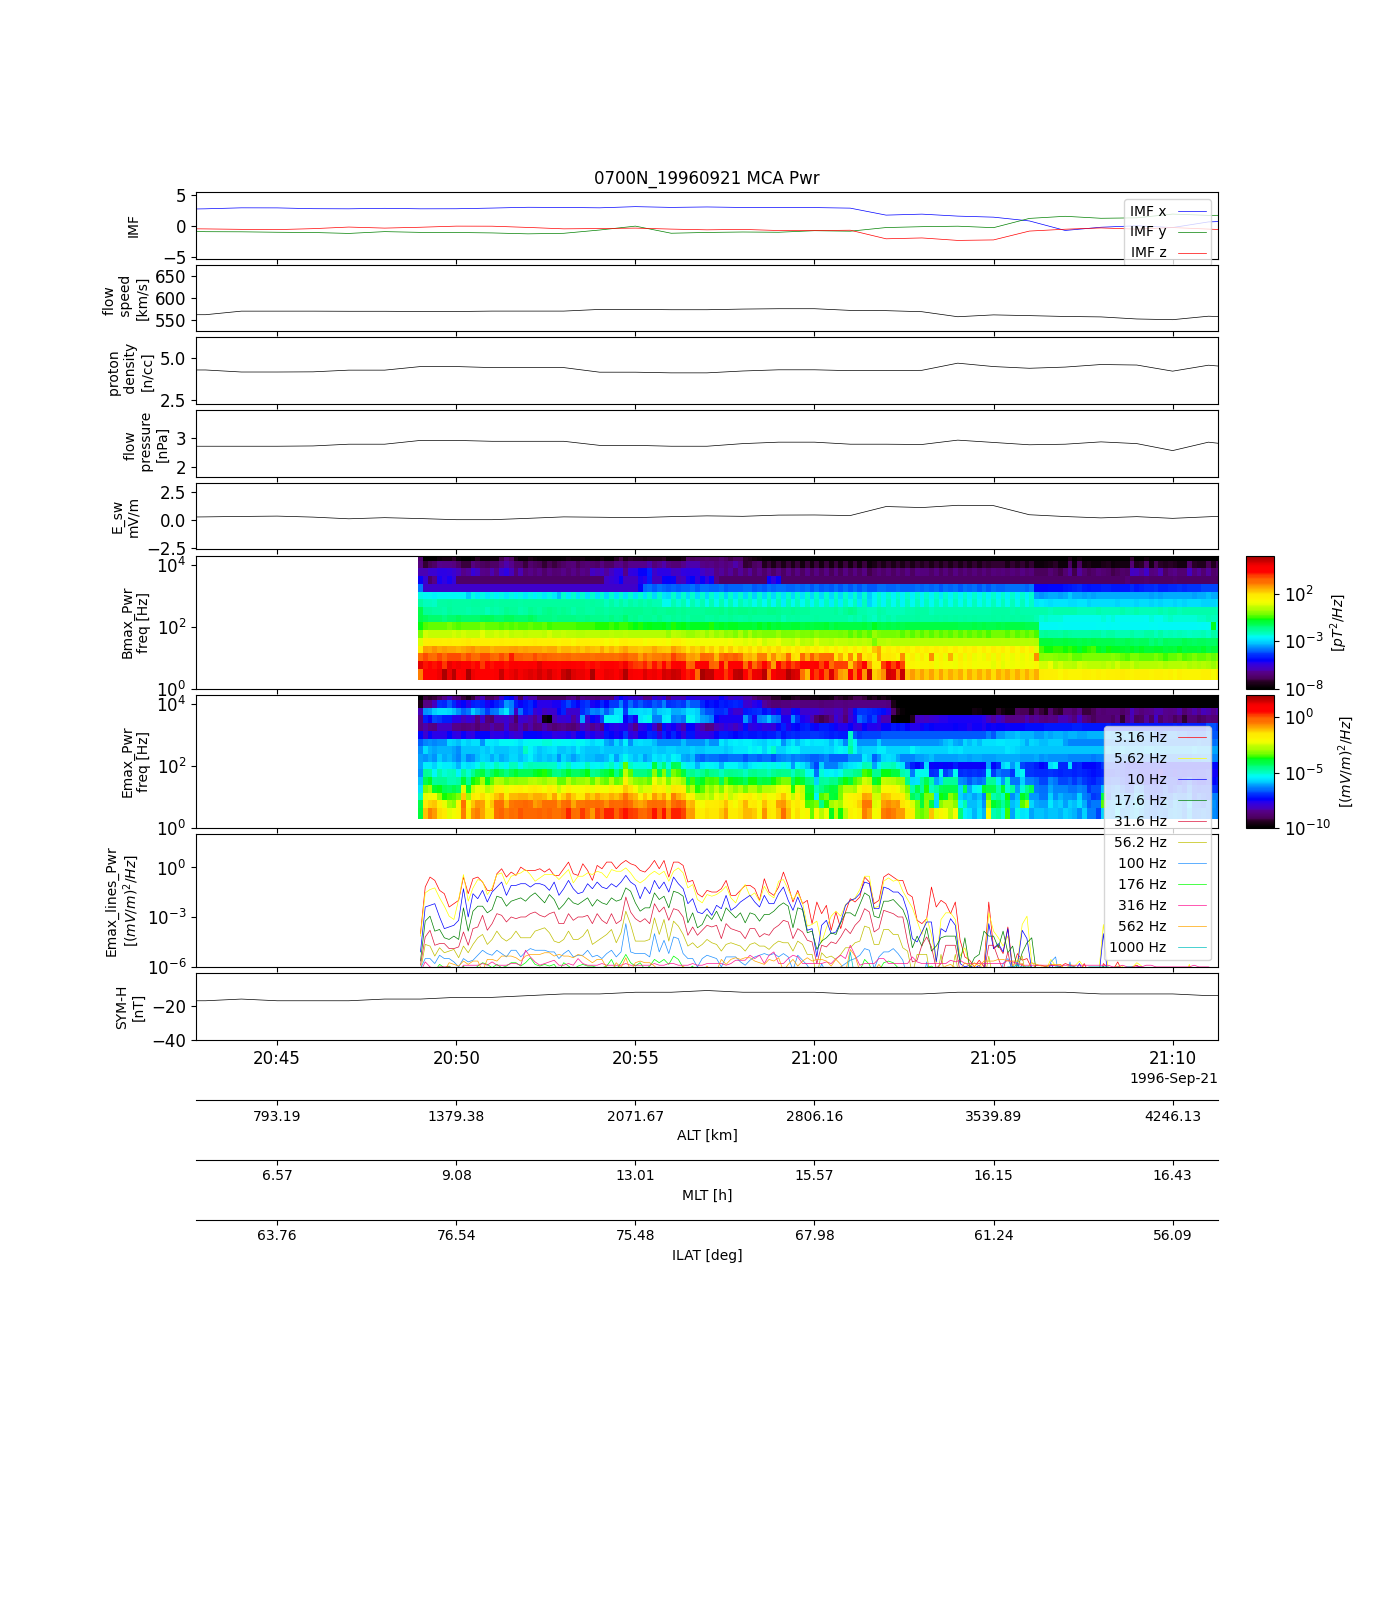 0700N_19960921 MCA Pwr
5
0
−5
IMF
IMF x
IMF y
IMF z
650
600
550
flow
speed
[km/s]
5.0
2.5
proton
density
[n/cc]
3
2
flow
pressure
[nPa]
2.5
0.0
−2.5
E_sw
mV/m
10^4
10^2
10^0
Bmax_Pwr
freq [Hz]
10^2
10^−3
10^−8
[pT^2/Hz]
10^4
10^2
10^0
Emax_Pwr
freq [Hz]
10^0
10^−5
10^−10
[(mV/m)^2/Hz]
3.16 Hz
5.62 Hz
10 Hz
17.6 Hz
31.6 Hz
56.2 Hz
100 Hz
176 Hz
316 Hz
562 Hz
1000 Hz
10^0
10^−3
10^−6
Emax_lines_Pwr
[(mV/m)^2/Hz]
−20
−40
SYM-H
[nT]
20:45 20:50 20:55 21:00 21:05 21:10
1996-Sep-21
793.19 1379.38 2071.67 2806.16 3539.89 4246.13
ALT [km]
6.57 9.08 13.01 15.57 16.15 16.43
MLT [h]
63.76 76.54 75.48 67.98 61.24 56.09
ILAT [deg]